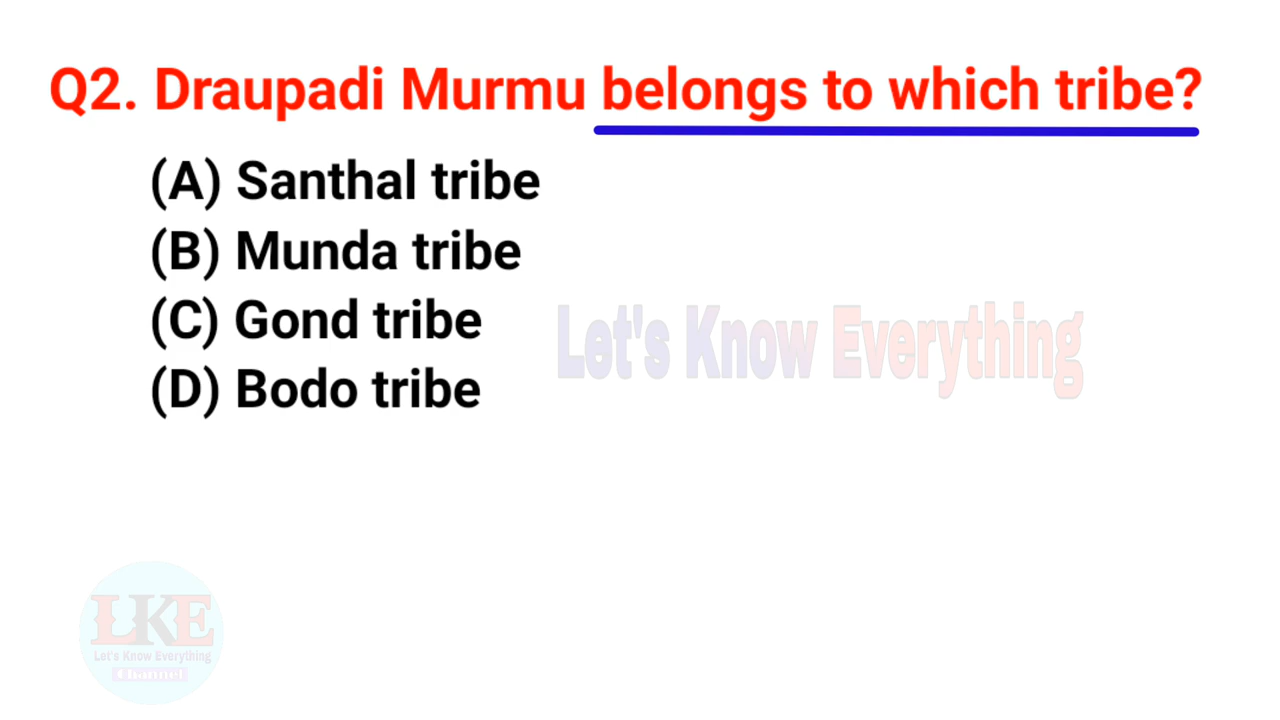 Q2. Draupadi Murmu belongs to which tribe?
(A) Santhal tribe
(B) Munda tribe
(C) Gond tribe
(D) Bodo tribe
Let's Know Everything
LKE
Let's Know Everything
Channel